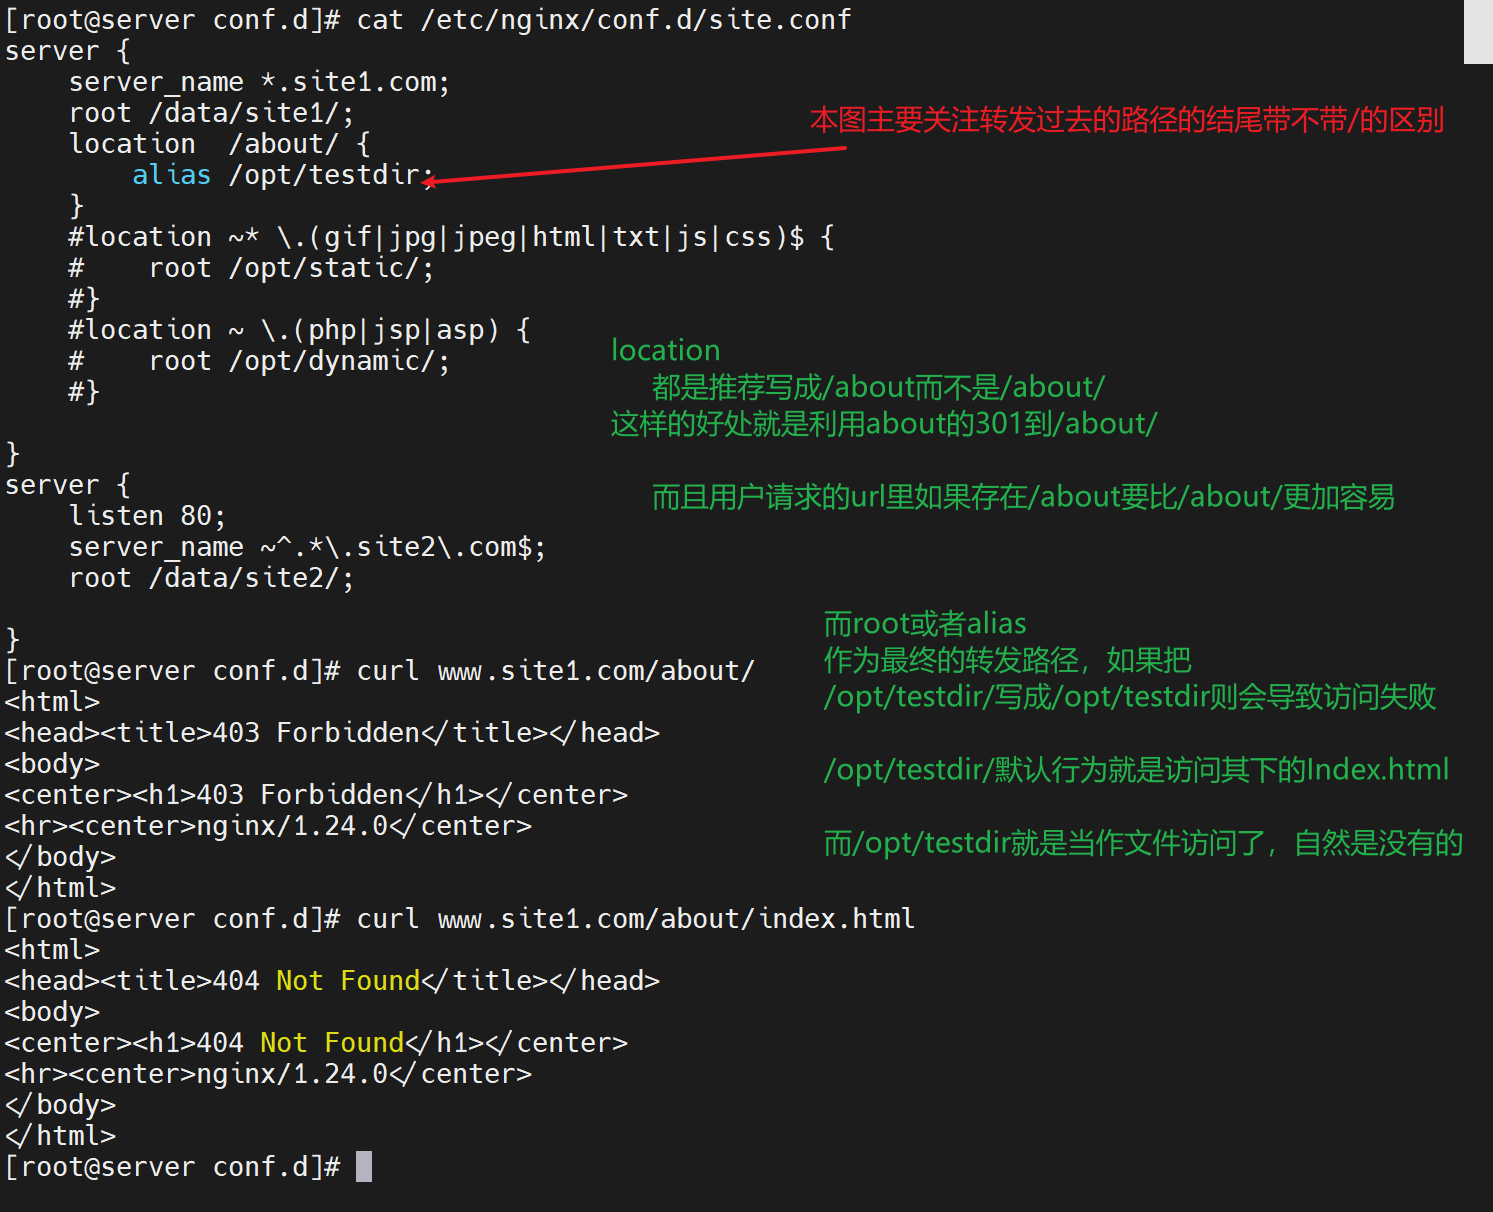 [root@server conf.d]# cat /etc/nginx/conf.d/site.conf
server {
    server_name *.site1.com;
    root /data/site1/;
本图主要关注转发过去的路径的结尾带不带/的区别
    location  /about/ {
        alias /opt/testdir;
    }
    #location ~* \.(gif|jpg|jpeg|html|txt|js|css)$ {
    #    root /opt/static/;
    #}
    #location ~ \.(php|jsp|asp) {
    #    root /opt/dynamic/;
    #}
location
都是推荐写成/about而不是/about/
这样的好处就是利用about的301到/about/
而且用户请求的url里如果存在/about要比/about/更加容易
}
server {
    listen 80;
    server_name ~^.*\.site2\.com$;
    root /data/site2/;
}
而root或者alias
作为最终的转发路径，如果把
/opt/testdir/写成/opt/testdir则会导致访问失败
/opt/testdir/默认行为就是访问其下的Index.html
而/opt/testdir就是当作文件访问了，自然是没有的
[root@server conf.d]# curl www.site1.com/about/
<html>
<head><title>403 Forbidden</title></head>
<body>
<center><h1>403 Forbidden</h1></center>
<hr><center>nginx/1.24.0</center>
</body>
</html>
[root@server conf.d]# curl www.site1.com/about/index.html
<html>
<head><title>404 Not Found</title></head>
<body>
<center><h1>404 Not Found</h1></center>
<hr><center>nginx/1.24.0</center>
</body>
</html>
[root@server conf.d]#